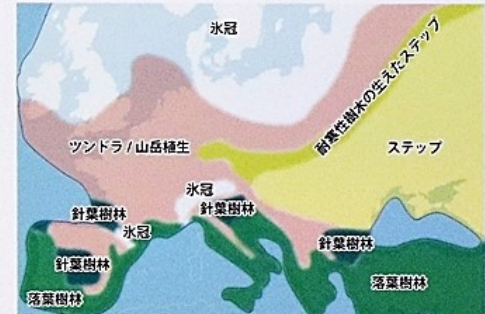 氷冠
耐寒性樹木の生えたステップ
ツンドラ/山岳植生
ステップ
氷冠
針葉樹林
針葉樹林
氷冠
針葉樹林
針葉樹林
落葉樹林
落葉樹林